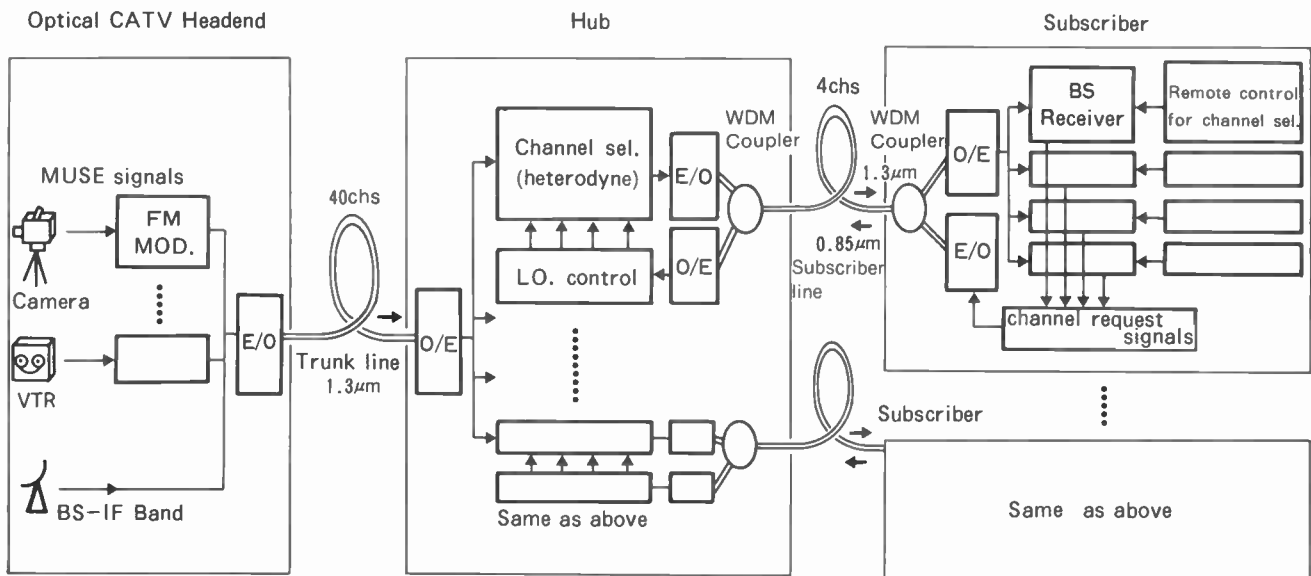 Optical CATV Headend
Hub
Subscriber
MUSE signals
FM
MOD.
Camera
VTR
BS-IF Band
E/O
40chs
Trunk line
1.3μm
O/E
Channel sel.
(heterodyne)
LO. control
E/O
O/E
WDM
Coupler
Same as above
4chs
WDM
Coupler
1.3μm
0.85μm
Subscriber
line
O/E
E/O
BS
Receiver
Remote control
for channel sel.
channel request
signals
Subscriber
Same as above